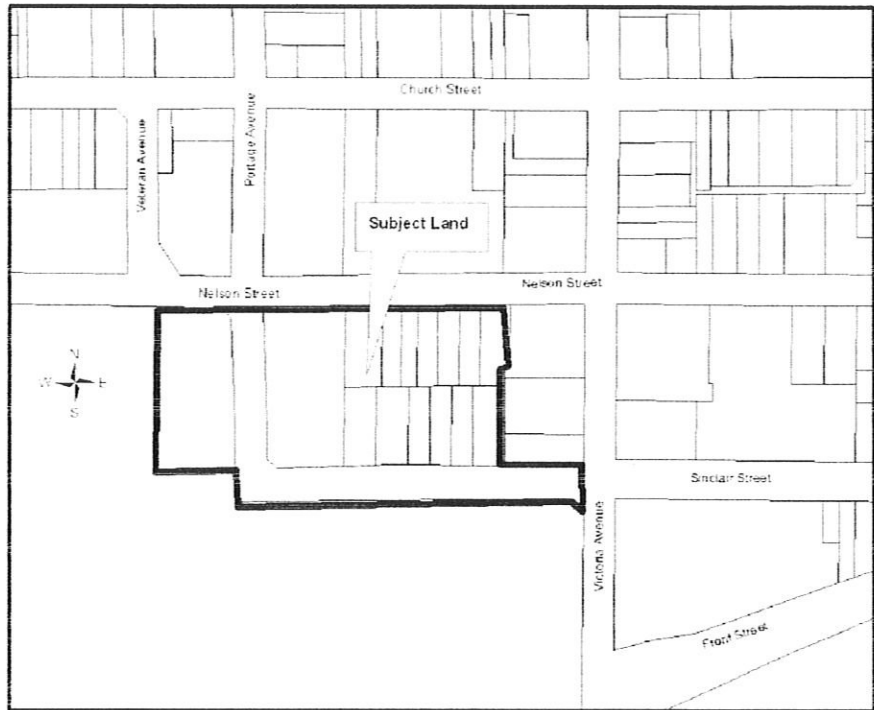 Church Street
Veteran Avenue
Portage Avenue
Subject Land
Nelson Street
Nelson Street
N
W E
S
Sinclair Street
Victoria Avenue
Front Street